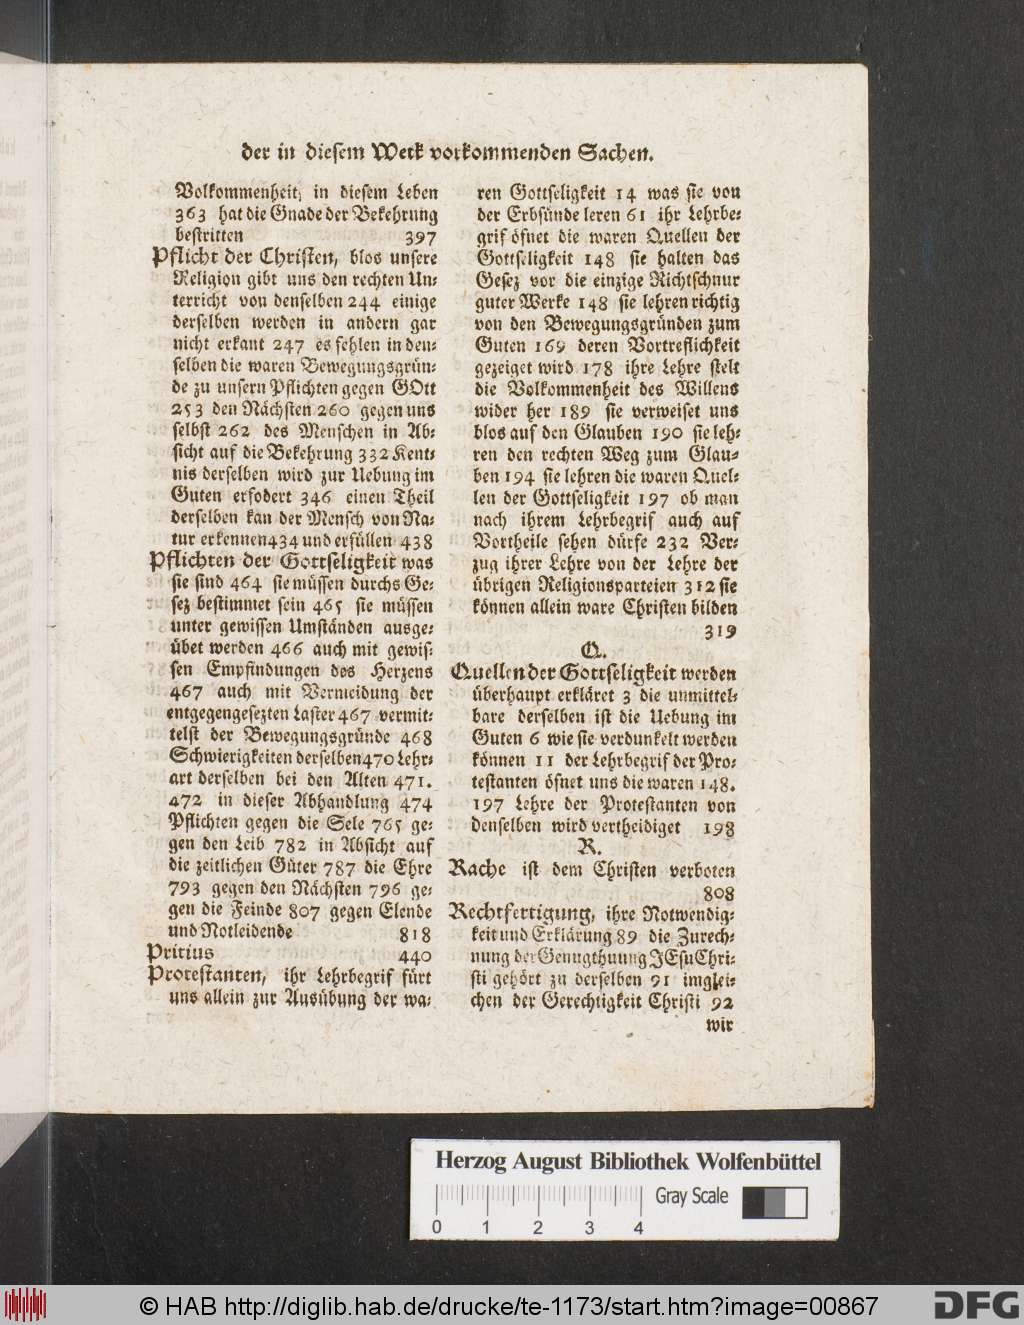 der in diesem Werk vorkommenden Sachen.
Volkommenheit, in diesem Leben
363 hat die Gnade der Bekehrung
bestritten 397
Pflicht der Christen, blos unsere
Religion gibt uns den rechten Un-
terricht von denselben 244 einige
derselben werden in andern gar
nicht erkant 247 es fehlen in den-
selben die waren Bewegungsgrün-
de zu unsern Pflichten gegen GOtt
253 den Nächsten 260 gegen uns
selbst 262 des Menschen in Ab-
sicht auf die Bekehrung 332 Kent-
nis derselben wird zur Uebung im
Guten erfodert 346 einen Theil
derselben kan der Mensch von Na-
tur erkennen 434 und erfüllen 438
Pflichten der Gottseligkeit was
sie sind 464 sie müssen durchs Ge-
sez bestimmet sein 465 sie müssen
unter gewissen Umständen ausge-
übet werden 466 auch mit gewis-
sen Empfindungen des Herzens
467 auch mit Vermeidung der
entgegengesezten Laster 467 vermit-
telst der Bewegungsgründe 468
Schwierigkeiten derselben 470 Lehr-
art derselben bei den Alten 471.
472 in dieser Abhandlung 474
Pflichten gegen die Sele 765 ge-
gen den Leib 782 in Absicht auf
die zeitlichen Güter 787 die Ehre
793 gegen den Nächsten 796 ge-
gen die Feinde 807 gegen Elende
und Notleidende 818
Pritius 440
Protestanten, ihr Lehrbegrif fürt
uns allein zur Ausübung der wa-
ren Gottseligkeit 14 was sie von
der Erbsünde leren 61 ihr Lehrbe-
grif öfnet die waren Quellen der
Gottseligkeit 148 sie halten das
Gesez vor die einzige Richtschnur
guter Werke 148 sie lehren richtig
von den Bewegungsgründen zum
Guten 169 deren Vortreflichkeit
gezeiget wird 178 ihre Lehre stelt
die Volkommenheit des Willens
wider her 189 sie verweiset uns
blos auf den Glauben 190 sie leh-
ren den rechten Weg zum Glau-
ben 194 sie lehren die waren Quel-
len der Gottseligkeit 197 ob man
nach ihrem Lehrbegrif auch auf
Vortheile sehen dürfe 232 Ver-
zug ihrer Lehre von der Lehre der
übrigen Religionsparteien 312 sie
können allein ware Christen bilden
319
Q.
Quellen der Gottseligkeit werden
überhaupt erkläret 3 die unmittel-
bare derselben ist die Uebung im
Guten 6 wie sie verdunkelt werden
können 11 der Lehrbegrif der Pro-
testanten öfnet uns die waren 148.
197 Lehre der Protestanten von
denselben wird vertheidiget 198
R.
Rache ist dem Christen verboten
808
Rechtfertigung, ihre Notwendig-
keit und Erklärung 89 die Zurech-
nung der Genugthuung JEsu Chri-
sti gehört zu derselben 91 imglei-
chen der Gerechtigkeit Christi 92
wir
Herzog August Bibliothek Wolfenbüttel
Gray Scale
0 1 2 3 4
© HAB http://diglib.hab.de/drucke/te-1173/start.htm?image=00867
DFG